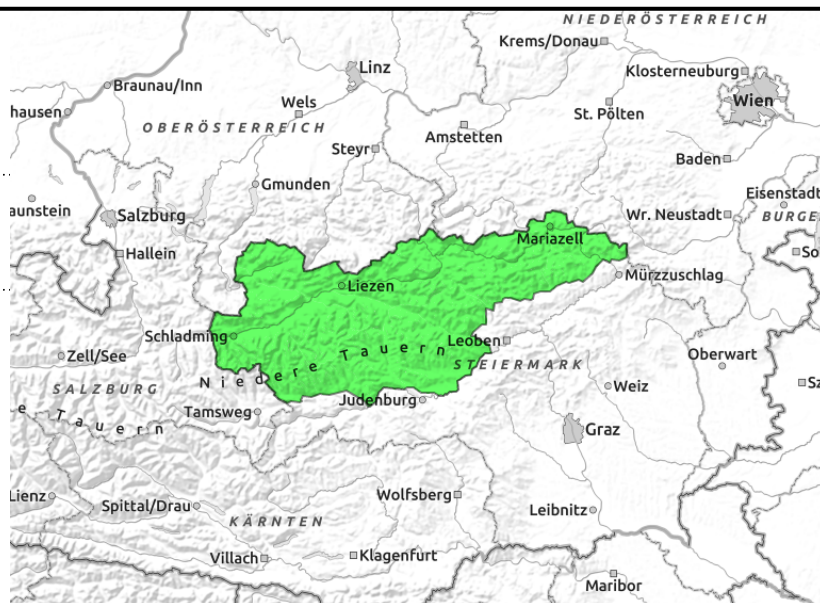 NIEDERÖSTERREICH
Krems/Donau
Linz
Klosterneuburg
Braunau/Inn
Wien
Wels
hausen
St. Pölten
OBERÖSTERREICH
Amstetten
Steyr
Baden
Gmunden
Eisenstadt
aunstein
Salzburg
Wr. Neustadt
BURGE
Mariazell
Hallein
So
Mürzzuschlag
Liezen
Schladming
Leoben
Zell/See
Oberwart
STEIERMARK
Niedere Tauern
SALZBURG
Weiz
Sz
Judenburg
Tamsweg
e Tauern
Graz
Lienz
Wolfsberg
Spittal/Drau
Leibnitz
KÄRNTEN
Villach
Klagenfurt
Maribor